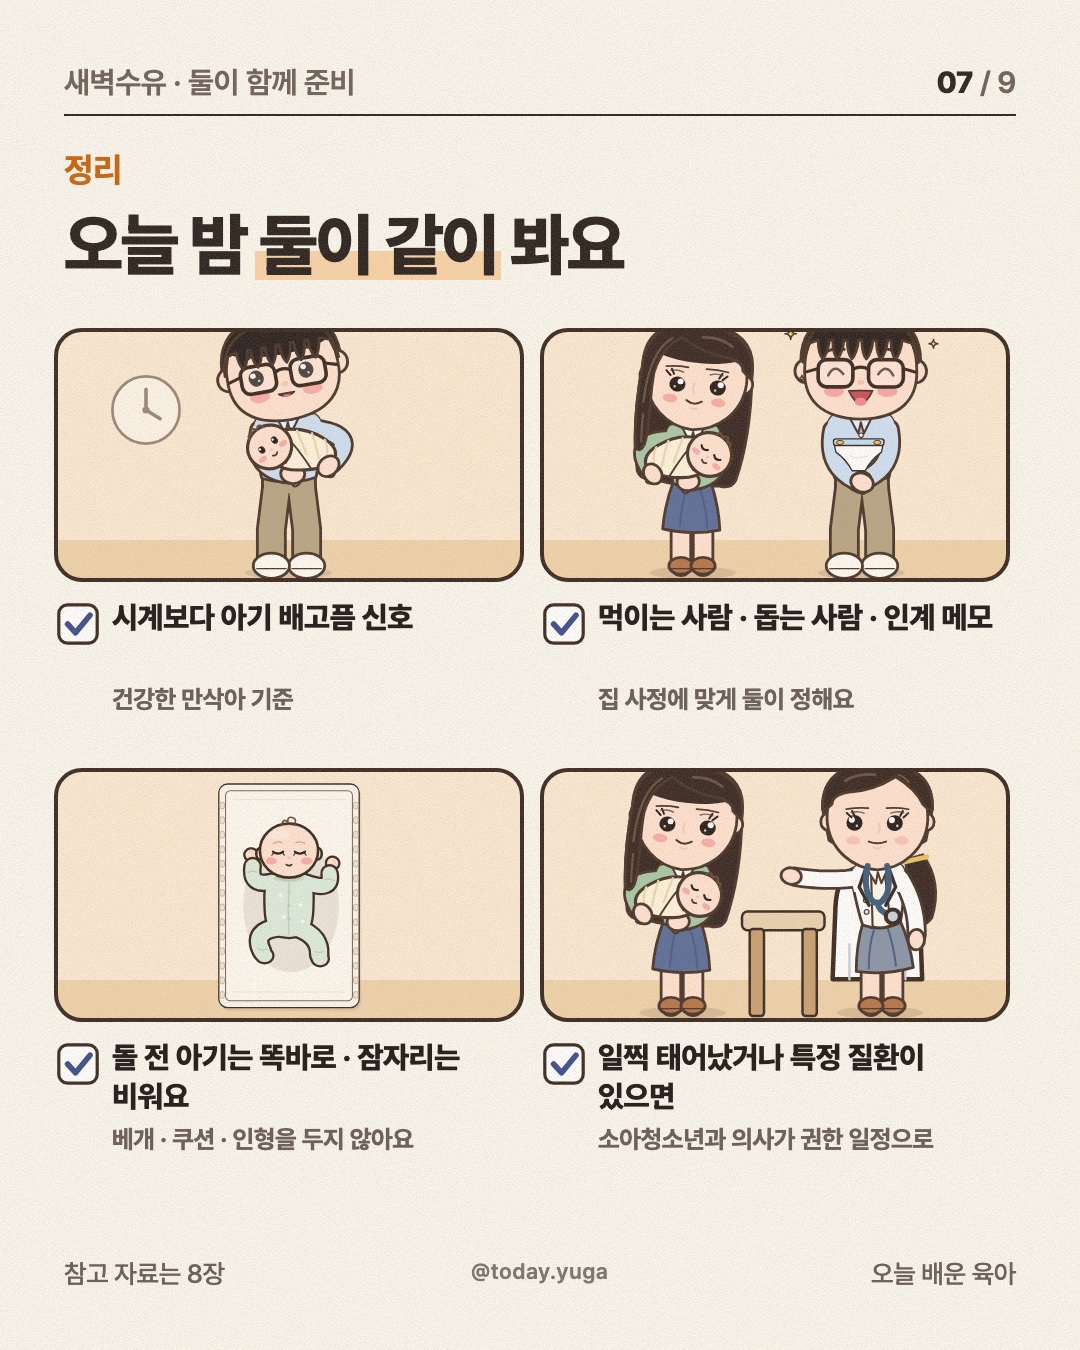 새벽수유 · 둘이 함께 준비
07 / 9
정리
오늘 밤 둘이 같이 봐요
시계보다 아기 배고픔 신호
건강한 만삭아 기준
먹이는 사람 · 돕는 사람 · 인계 메모
집 사정에 맞게 둘이 정해요
돌 전 아기는 똑바로 · 잠자리는
비워요
베개 · 쿠션 · 인형을 두지 않아요
일찍 태어났거나 특정 질환이
있으면
소아청소년과 의사가 권한 일정으로
참고 자료는 8장
@today.yuga
오늘 배운 육아